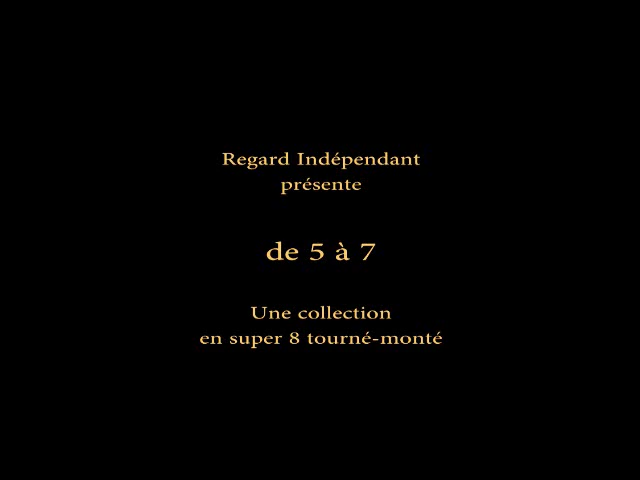 Regard Indépendant
présente
de 5 à 7
Une collection
en super 8 tourné-monté